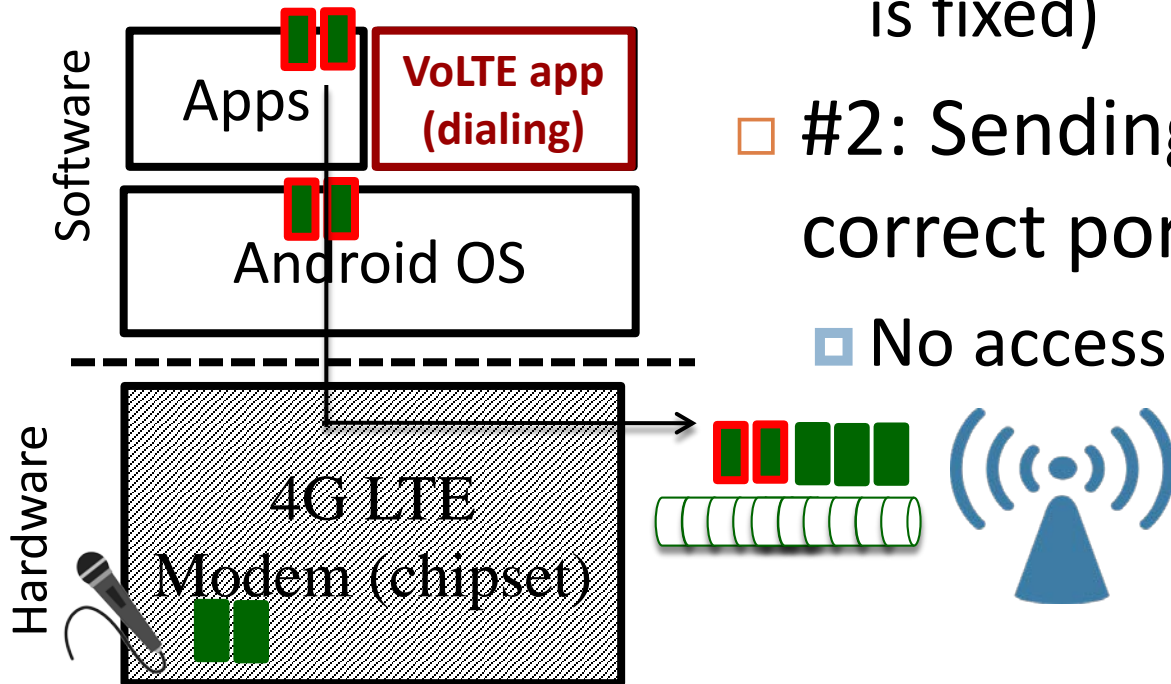 Software
Apps
VoLTE app
(dialing)
Android OS
Hardware
4G LTE
Modem (chipset)
is fixed)
#2: Sending
correct por
No access